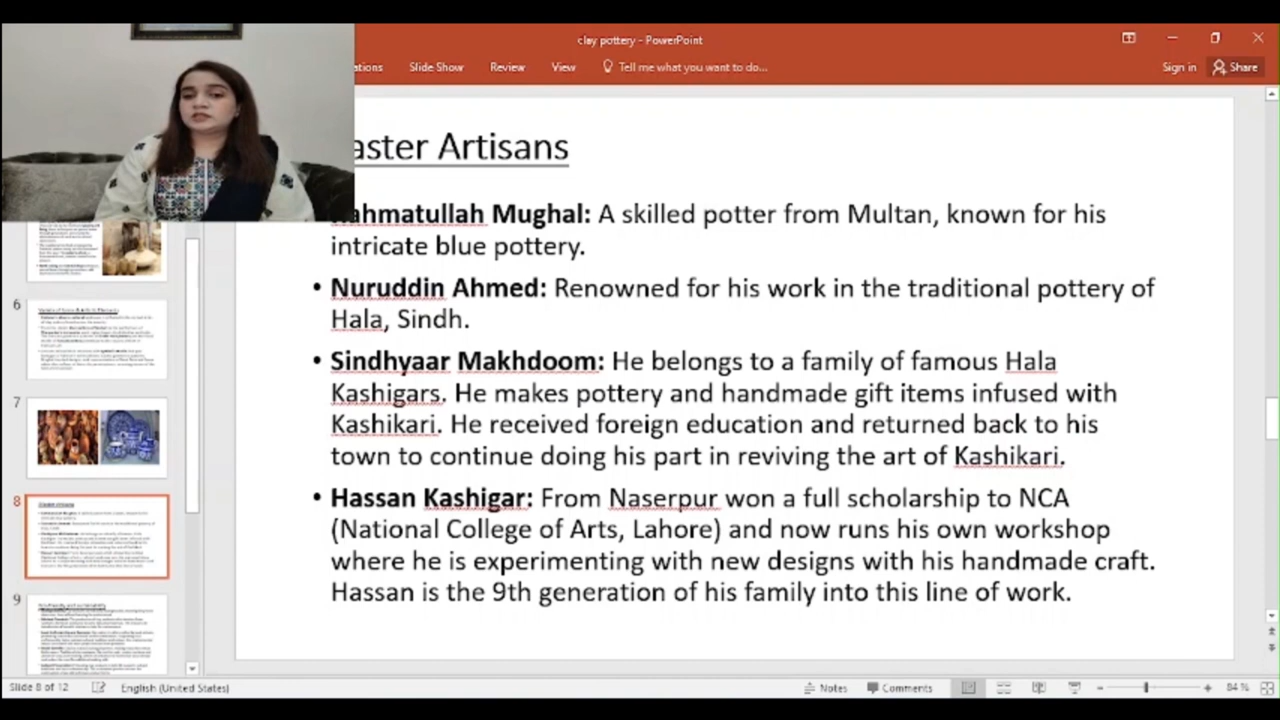 clay pottery - PowerPoint
Slide Show
Review
View
Tell me what you want to do...
Sign in
Share
aster Artisans
ahmatullah Mughal: A skilled potter from Multan, known for his
intricate blue pottery.
• Nuruddin Ahmed: Renowned for his work in the traditional pottery of
Hala, Sindh.
• Sindhyaar Makhdoom: He belongs to a family of famous Hala
Kashigars. He makes pottery and handmade gift items infused with
Kashikari. He received foreign education and returned back to his
town to continue doing his part in reviving the art of Kashikari.
• Hassan Kashigar: From Naserpur won a full scholarship to NCA
(National College of Arts, Lahore) and now runs his own workshop
where he is experimenting with new designs with his handmade craft.
Hassan is the 9th generation of his family into this line of work.
6
7
8
9
Slide 8 of 12
English (United States)
Notes
Comments
84 %